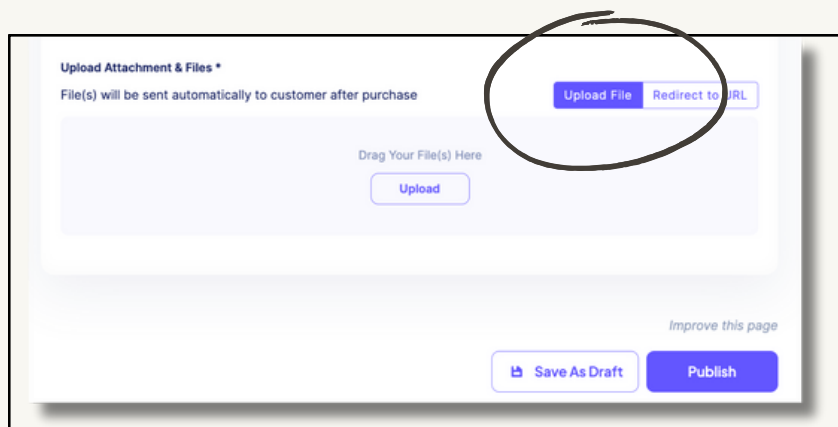 Upload Attachment & Files *
File(s) will be sent automatically to customer after purchase
Upload File
Redirect to URL
Drag Your File(s) Here
Upload
Improve this page
Save As Draft
Publish